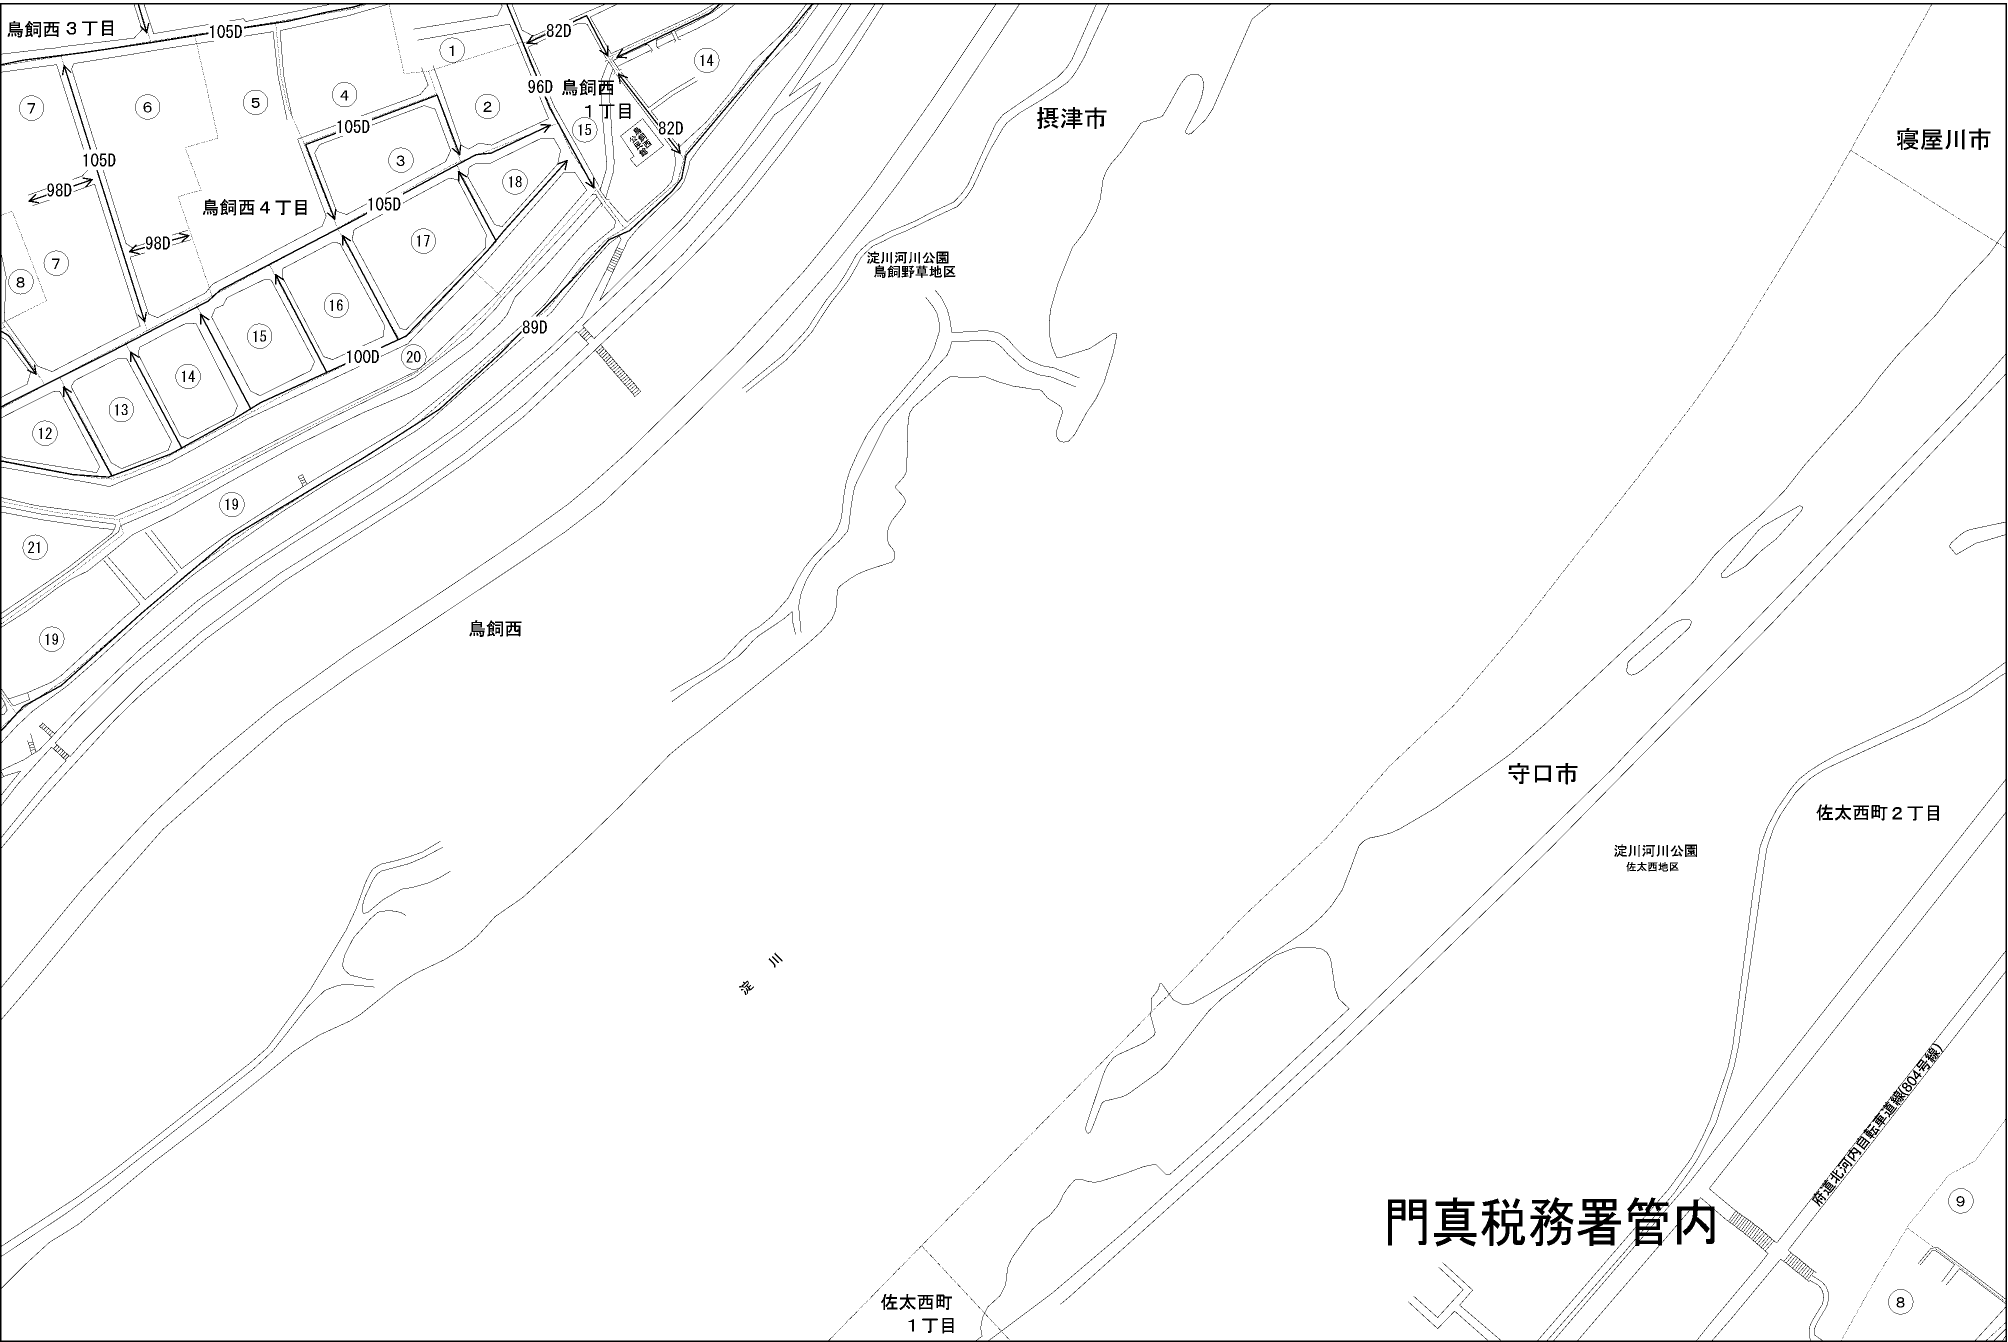 鳥飼西３丁目
105D
82D
①
⑭
⑦
⑥
⑤
④
96D
鳥飼西
１丁目
②
⑮
82D
105D
③
105D
98D
⑱
105D
鳥飼西４丁目
98D
⑰
⑦
⑧
⑯
89D
⑮
100D
⑳
⑭
⑬
⑫
⑲
㉑
⑲
鳥飼西
摂津市
寝屋川市
淀川河川公園
鳥飼野草地区
守口市
佐太西町２丁目
淀川河川公園
佐太西地区
淀川
府道北河内自転車道線(804号線)
門真税務署管内
⑨
⑧
佐太西町
１丁目